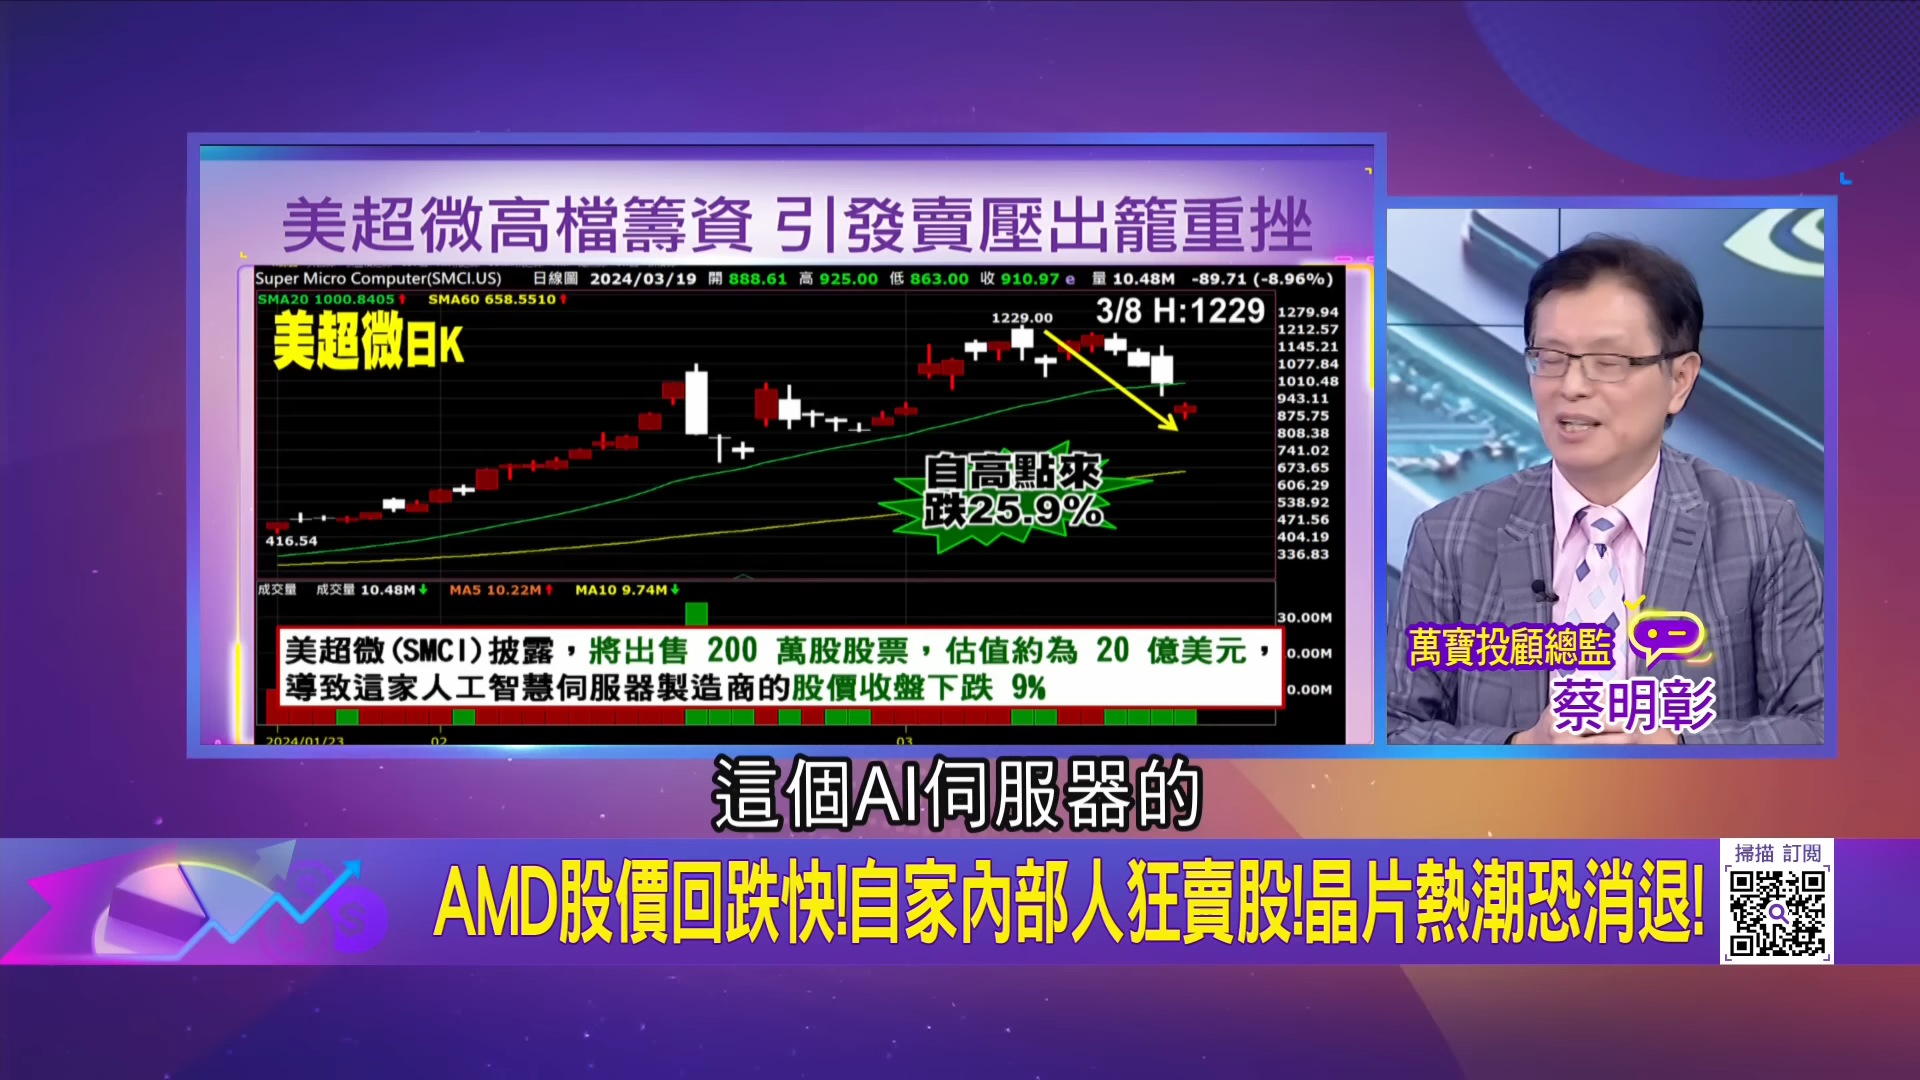 美超微高檔籌資 引發賣壓出籠重挫
Super Micro Computer(SMCI.US) 日線圖 2024/03/19 開 888.61 高 925.00 低 863.00 收 910.97 e 量 10.48M -89.71 (-8.96%)
SMA20 1000.8405 SMA60 658.5510
美超微日K
1229.00
3/8 H:1229
1279.94
1212.57
1145.21
1077.84
1010.48
943.11
875.75
808.38
741.02
673.65
606.29
538.92
471.56
404.19
336.83
自高點來
跌25.9%
416.54
成交量 成交量 10.48M MA5 10.22M MA10 9.74M
30.00M
0.00M
0.00M
美超微(SMCI)披露,將出售 200 萬股股票,估值約為 20 億美元,
導致這家人工智慧伺服器製造商的股價收盤下跌 9%
2024/01/23 02 03
萬寶投顧總監
蔡明彰
這個AI伺服器的
AMD股價回跌快!自家內部人狂賣股!晶片熱潮恐消退!
掃描 訂閱